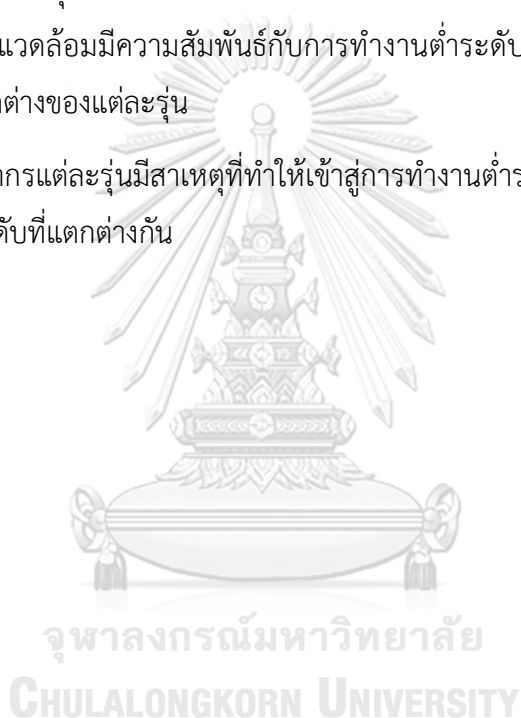 แวดล้อมมีความสัมพันธ์กับการทำงานต่ำระดับ
ต่างของแต่ละรุ่น
กรแต่ละรุ่นมีสาเหตุที่ทำให้เข้าสู่การทำงานต่ำ
ดับที่แตกต่างกัน
จุฬาลงกรณ์มหาวิทยาลัย
CHULALONGKORN UNIVERSITY